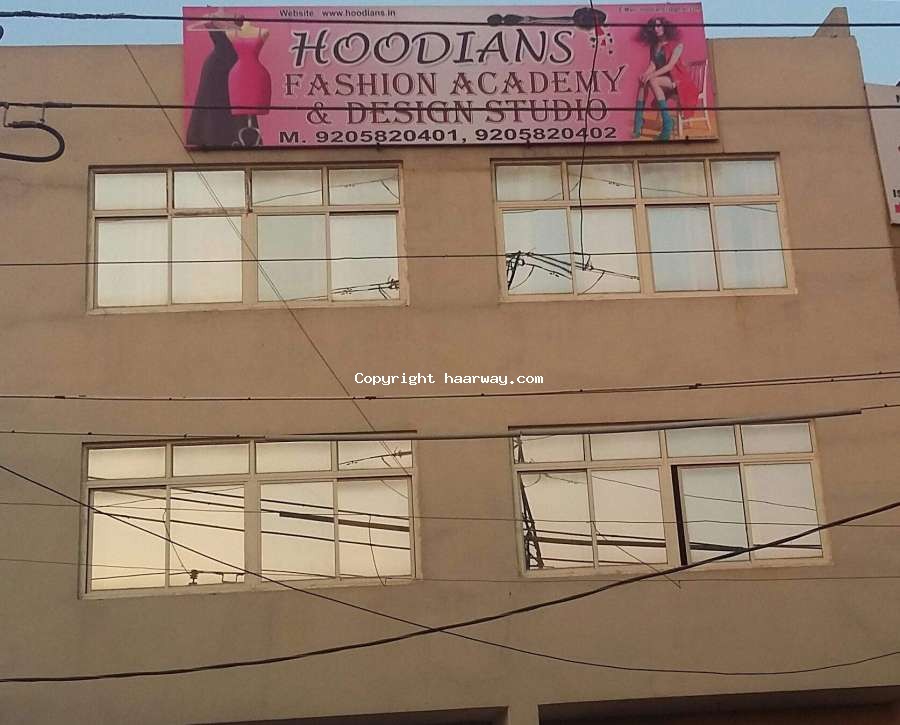 Website : www.hoodians.in
HOODIANS
FASHION ACADEMY
& DESIGN STUDIO
M. 9205820401, 9205820402
Copyright haarway.com